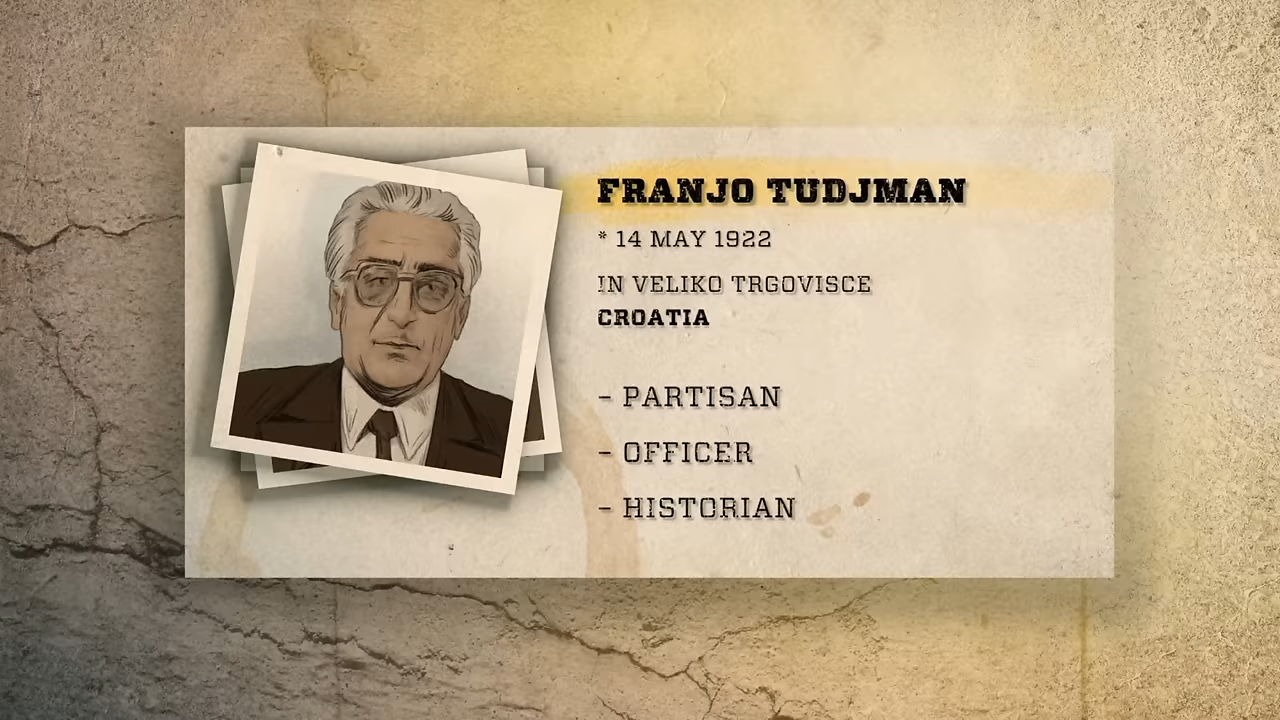 FRANJO TUDJMAN
* 14 MAY 1922
IN VELIKO TRGOVISCE
CROATIA
– PARTISAN
– OFFICER
– HISTORIAN